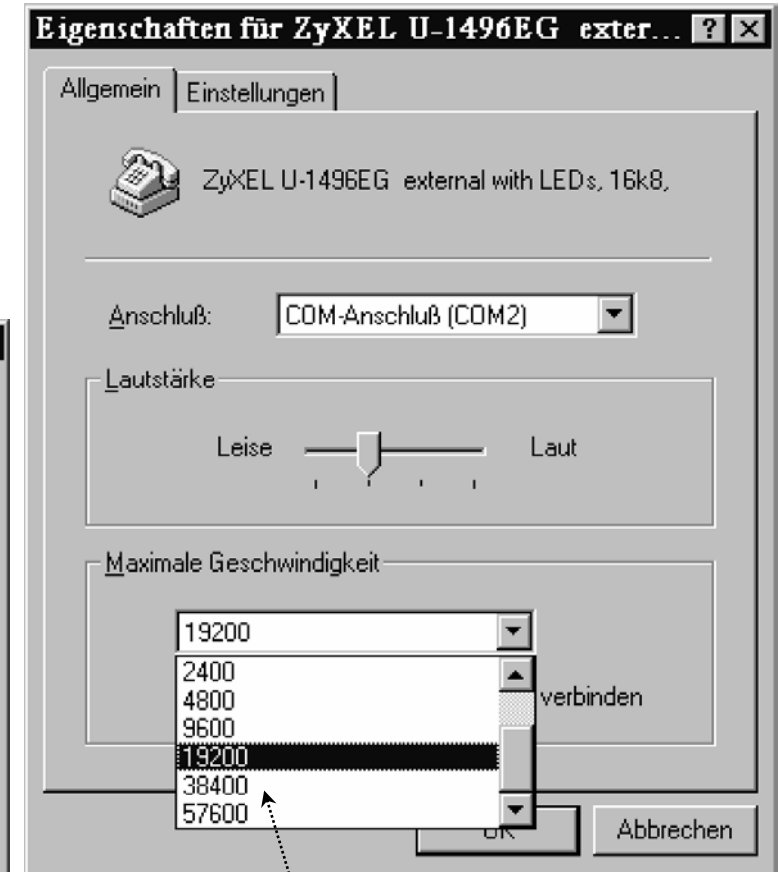 Eigenschaften für ZyXEL U-1496EG exter...
Allgemein
Einstellungen
ZyXEL U-1496EG external with LEDs, 16k8,
Anschluß:
COM-Anschluß (COM2)
Lautstärke
Leise
Laut
Maximale Geschwindigkeit
19200
2400
4800
9600
19200
38400
57600
verbinden
OK
Abbrechen